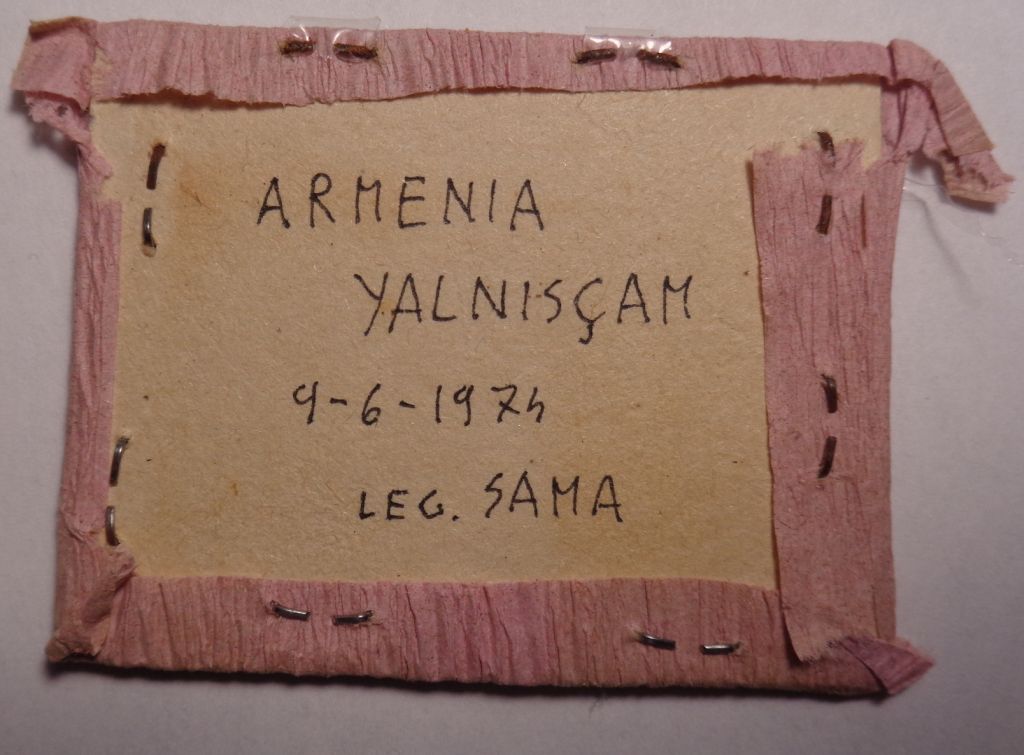 ARMENIA
YALNISÇAM
9-6-1974
LEG. SAMA